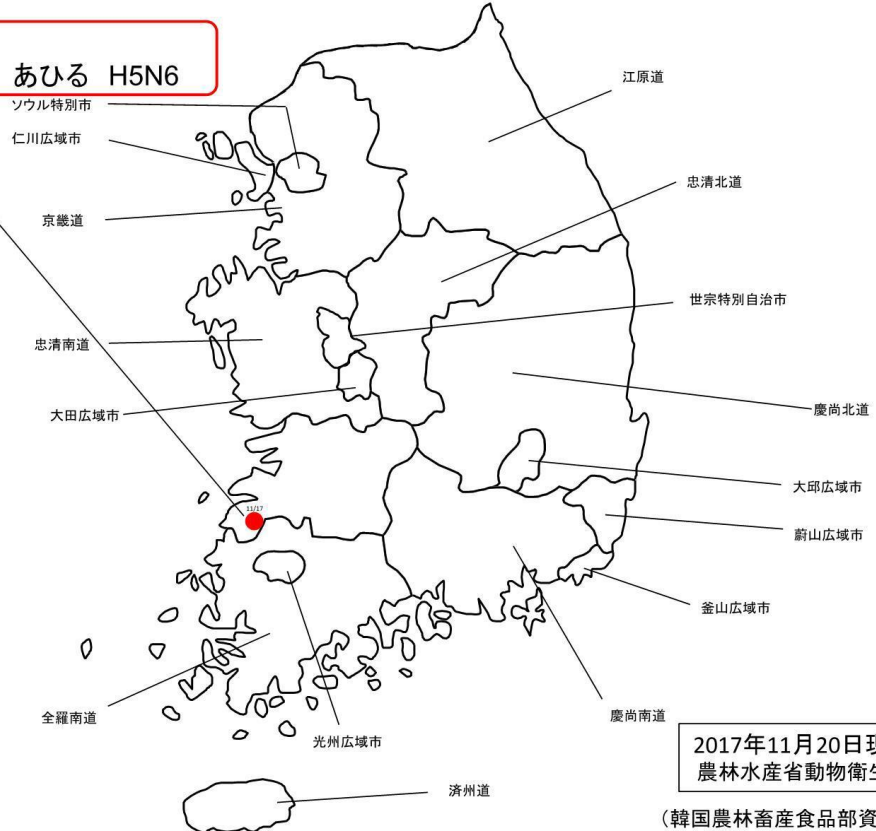 あひる H5N6
ソウル特別市
江原道
仁川広域市
忠清北道
京畿道
世宗特別自治市
忠清南道
大田広域市
慶尚北道
大邱広域市
11/17
蔚山広域市
釜山広域市
全羅南道
慶尚南道
光州広域市
2017年11月20日現
農林水産省動物衛生
済州道
（韓国農林畜産食品部資